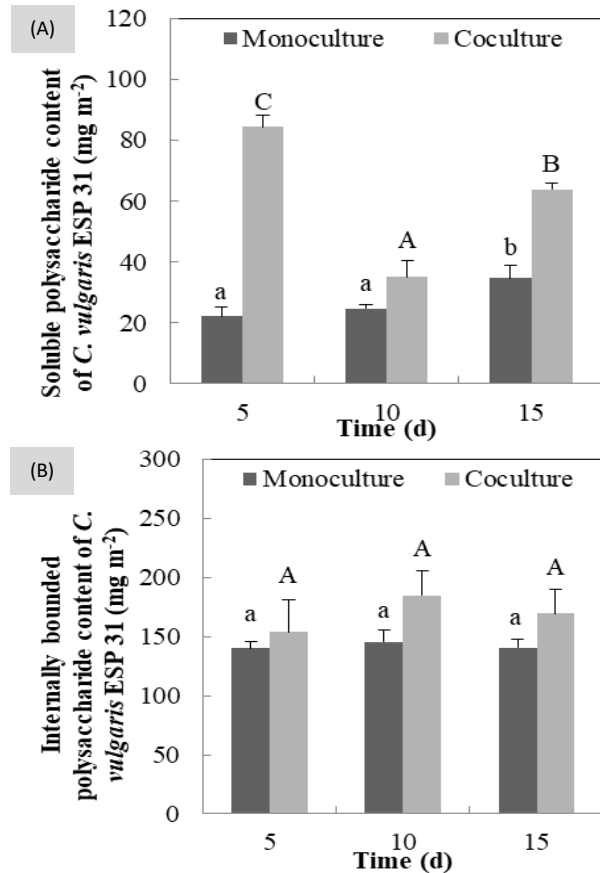 (A)
Soluble polysaccharide content
of C. vulgaris ESP 31 (mg m-2)
120
100
80
60
40
20
0
Monoculture Coculture
a C a A b B
5 10 15
Time (d)
(B)
Internally bounded
polysaccharide content of C.
vulgaris ESP 31 (mg m-2)
300
250
200
150
100
50
0
Monoculture Coculture
a A a A a A
5 10 15
Time (d)